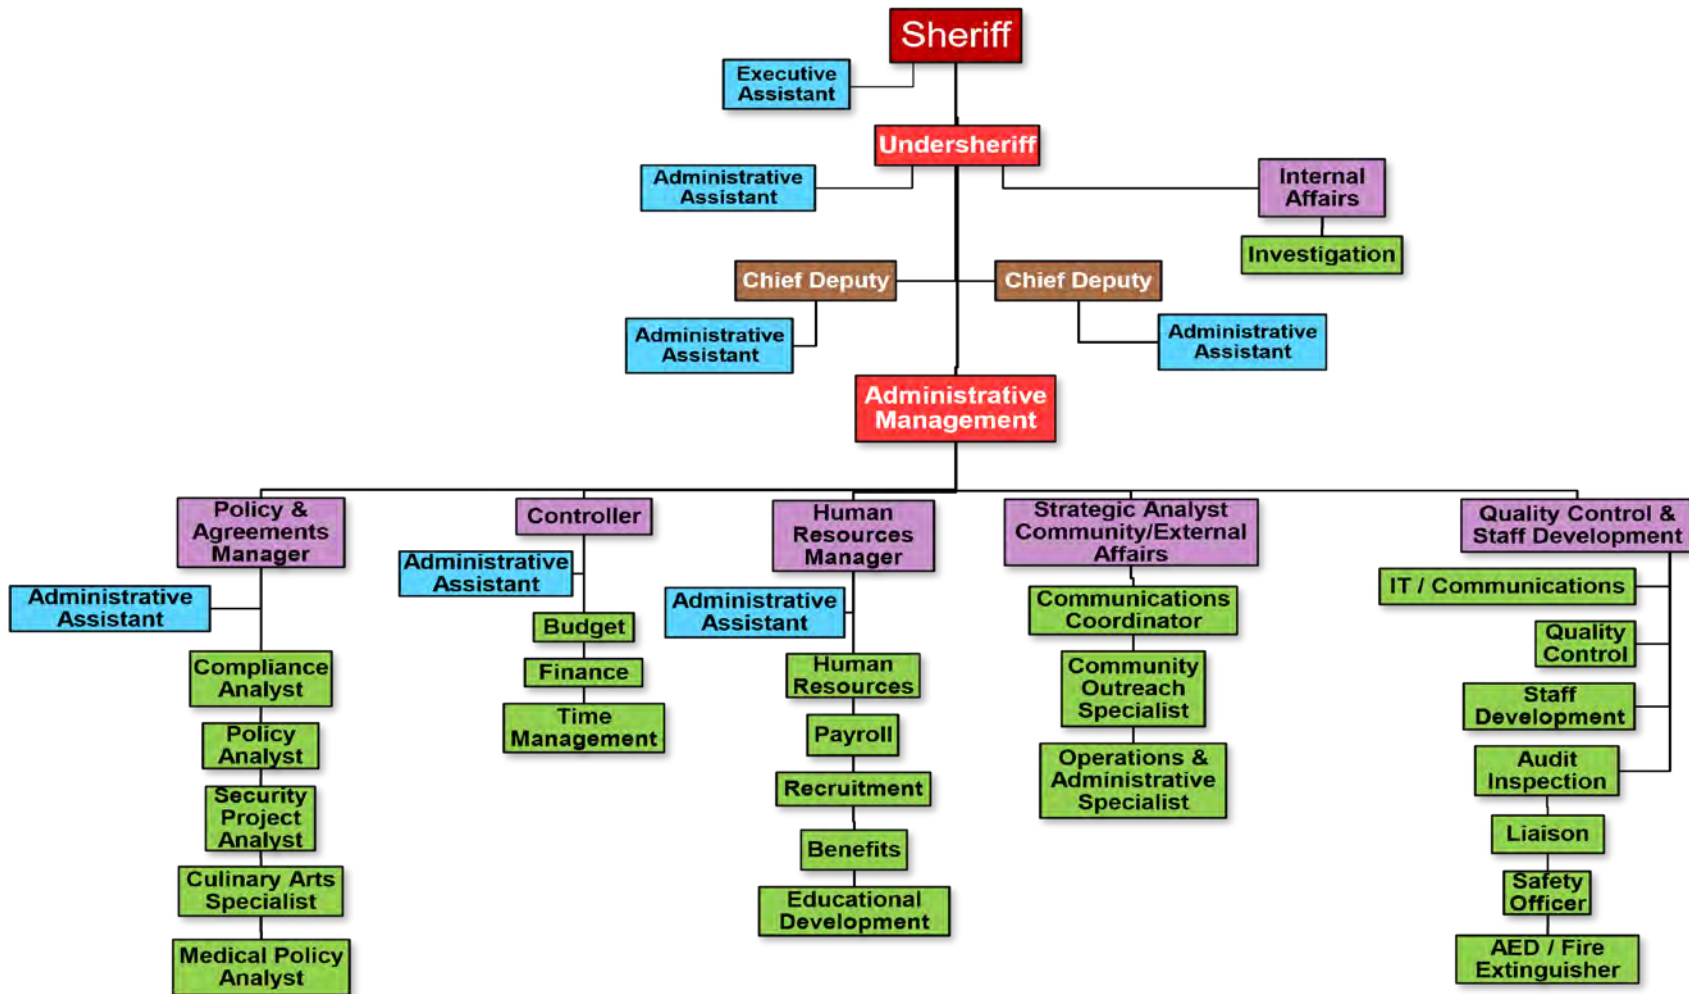 Sheriff
Executive
Assistant
Undersheriff
Administrative
Assistant
Internal
Affairs
Investigation
Chief Deputy
Chief Deputy
Administrative
Assistant
Administrative
Assistant
Administrative
Management
Policy &
Agreements
Manager
Administrative
Assistant
Compliance
Analyst
Policy
Analyst
Security
Project
Analyst
Culinary Arts
Specialist
Medical Policy
Analyst
Controller
Administrative
Assistant
Budget
Finance
Time
Management
Human
Resources
Manager
Administrative
Assistant
Human
Resources
Payroll
Recruitment
Benefits
Educational
Development
Strategic Analyst
Community/External
Affairs
Communications
Coordinator
Community
Outreach
Specialist
Operations &
Administrative
Specialist
Quality Control &
Staff Development
IT / Communications
Quality
Control
Staff
Development
Audit
Inspection
Liaison
Safety
Officer
AED / Fire
Extinguisher